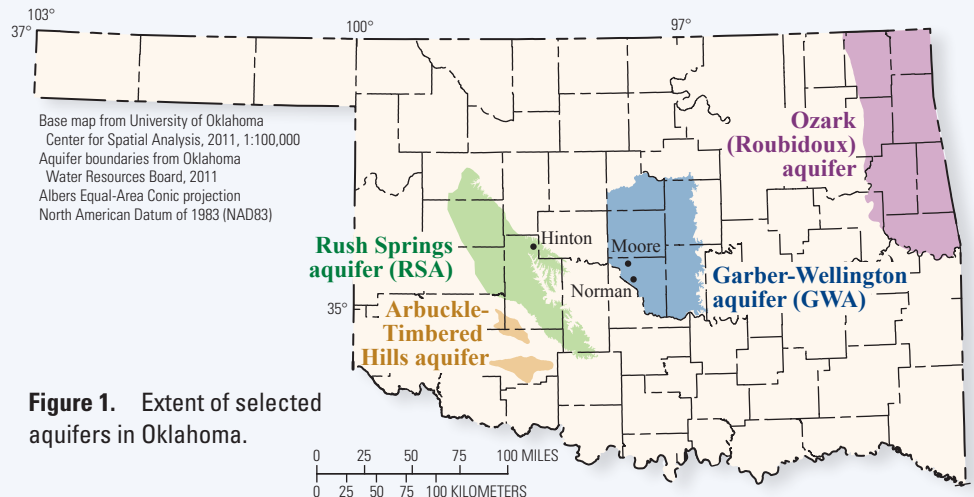 103°
37°
100°
97°
Base map from University of Oklahoma
Center for Spatial Analysis, 2011, 1:100,000
Aquifer boundaries from Oklahoma
Water Resources Board, 2011
Albers Equal-Area Conic projection
North American Datum of 1983 (NAD83)
Ozark
(Roubidoux)
aquifer
Rush Springs
aquifer (RSA)
Hinton
Moore
Norman
Garber-Wellington
aquifer (GWA)
35°
Arbuckle-
Timbered
Hills aquifer
Figure 1. Extent of selected
aquifers in Oklahoma.
0 25 50 75 100 MILES
0 25 50 75 100 KILOMETERS